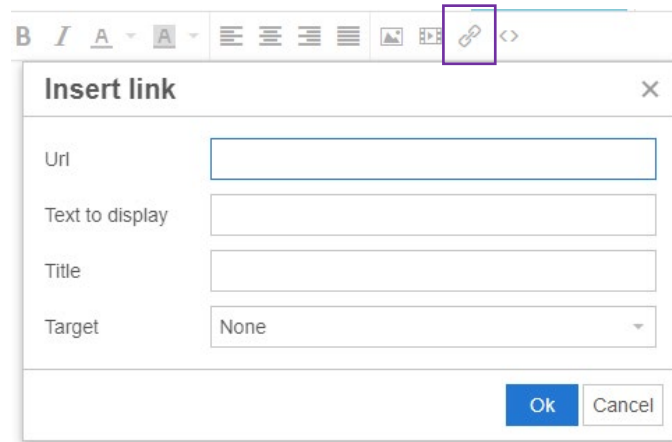 B I A A <>
Insert link ×
Url
Text to display
Title
Target None
Ok Cancel